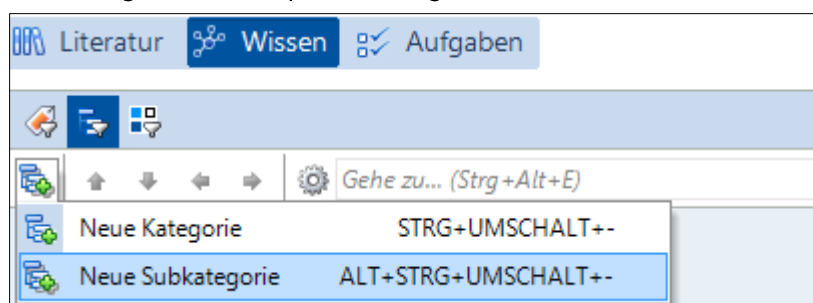 Literatur Wissen Aufgaben
Gehe zu... (Strg+Alt+E)
Neue Kategorie STRG+UMSCHALT+-
Neue Subkategorie ALT+STRG+UMSCHALT+-